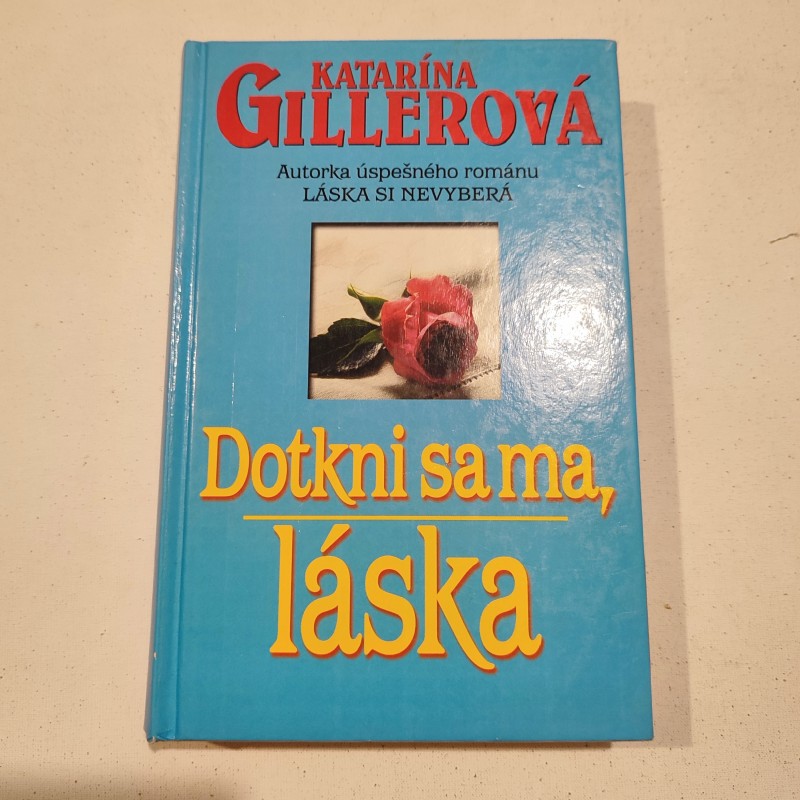 KATARÍNA
GILLEROVÁ
Autorka úspešného románu
LÁSKA SI NEVYBERÁ
Dotkni sa ma,
láska